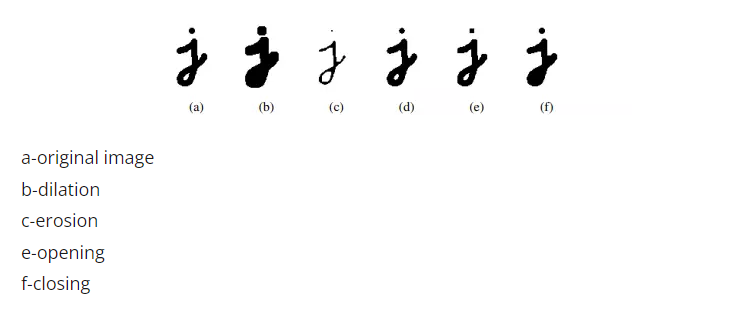 j j j j j j
(a) (b) (c) (d) (e) (f)
a-original image
b-dilation
c-erosion
e-opening
f-closing